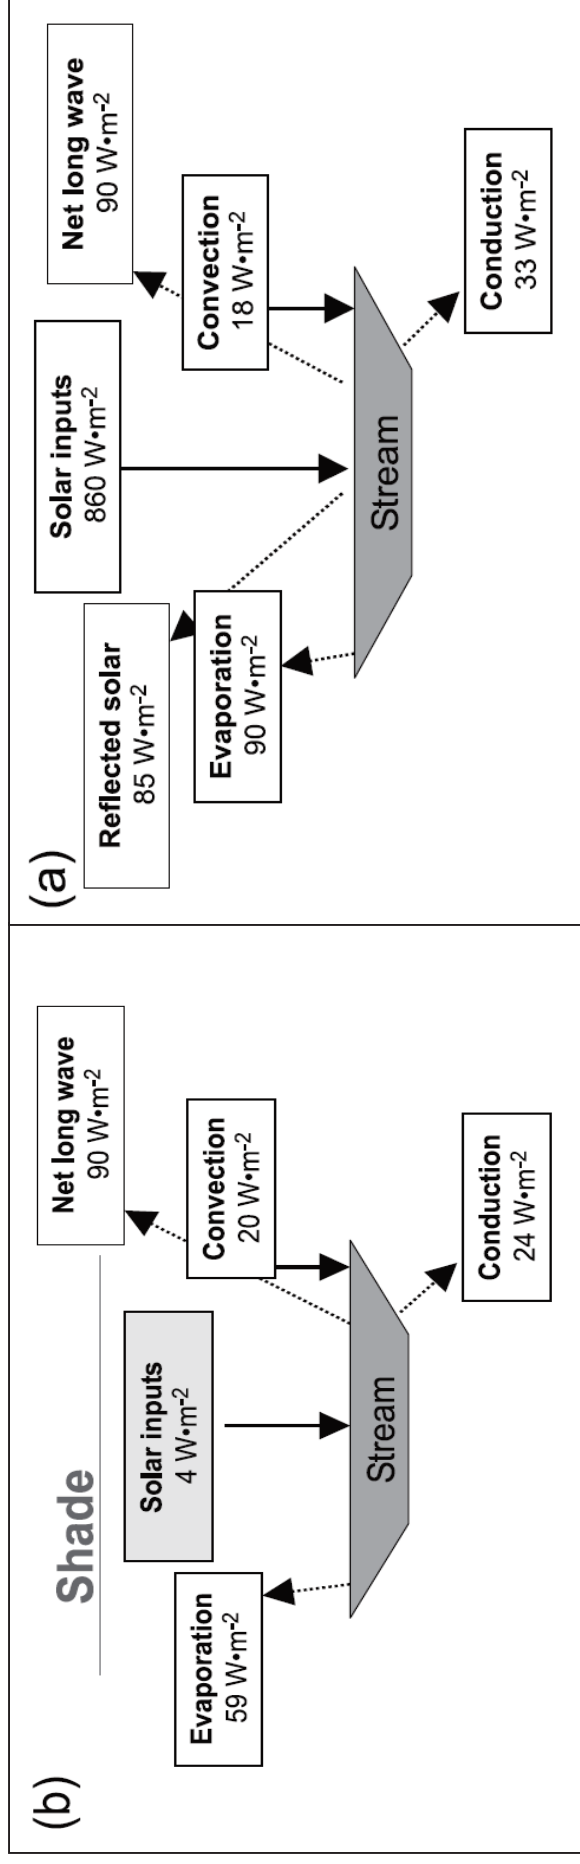 (a)
Solar inputs
860 W•m-2
Net long wave
90 W•m-2
Reflected solar
85 W•m-2
Convection
18 W•m-2
Evaporation
90 W•m-2
Stream
Conduction
33 W•m-2
(b)
Shade
Net long wave
90 W•m-2
Solar inputs
4 W•m-2
Convection
20 W•m-2
Evaporation
59 W•m-2
Stream
Conduction
24 W•m-2